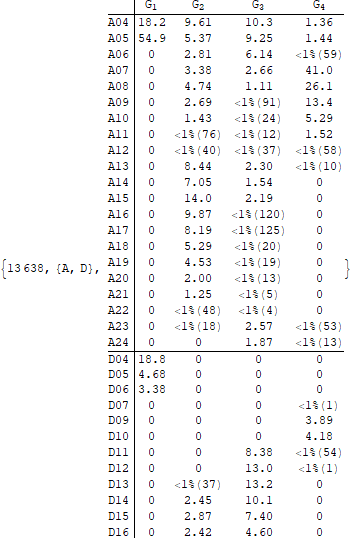 G1 G2 G3 G4
A04 18.2 9.61 10.3 1.36
A05 54.9 5.37 9.25 1.44
A06 0 2.81 6.14 <1%(59)
A07 0 3.38 2.66 41.0
A08 0 4.74 1.11 26.1
A09 0 2.69 <1%(91) 13.4
A10 0 1.43 <1%(24) 5.29
A11 0 <1%(76) <1%(12) 1.52
A12 0 <1%(40) <1%(37) <1%(58)
A13 0 8.44 2.30 <1%(10)
A14 0 7.05 1.54 0
A15 0 14.0 2.19 0
A16 0 9.87 <1%(120) 0
{13638, {A, D}, A17 0 8.19 <1%(125) 0 }
A18 0 5.29 <1%(20) 0
A19 0 4.53 <1%(19) 0
A20 0 2.00 <1%(13) 0
A21 0 1.25 <1%(5) 0
A22 0 <1%(48) <1%(4) 0
A23 0 <1%(18) 2.57 <1%(53)
A24 0 0 1.87 <1%(13)
D04 18.8 0 0 0
D05 4.68 0 0 0
D06 3.38 0 0 0
D07 0 0 0 <1%(1)
D09 0 0 0 3.89
D10 0 0 0 4.18
D11 0 0 8.38 <1%(54)
D12 0 0 13.0 <1%(1)
D13 0 <1%(37) 13.2 0
D14 0 2.45 10.1 0
D15 0 2.87 7.40 0
D16 0 2.42 4.60 0